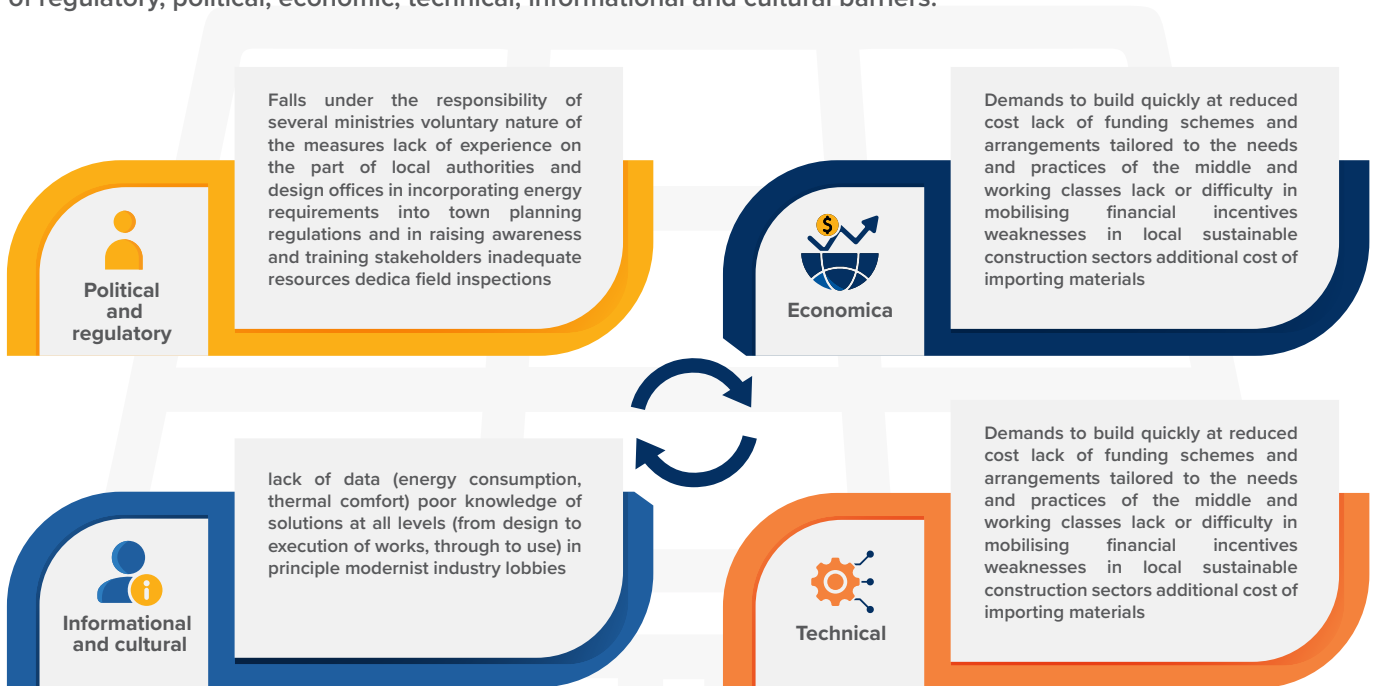 of regulatory, political, economic, technical, informational and cultural barriers.
Falls under the responsibility of
several ministries voluntary nature of
the measures lack of experience on
the part of local authorities and
design offices in incorporating energy
requirements into town planning
regulations and in raising awareness
and training stakeholders inadequate
resources dedica field inspections
Political
and
regulatory
Demands to build quickly at reduced
cost lack of funding schemes and
arrangements tailored to the needs
and practices of the middle and
working classes lack or difficulty in
mobilising financial incentives
weaknesses in local sustainable
construction sectors additional cost of
importing materials
$
Economica
lack of data (energy consumption,
thermal comfort) poor knowledge of
solutions at all levels (from design to
execution of works, through to use) in
principle modernist industry lobbies
i
Informational
and cultural
Demands to build quickly at reduced
cost lack of funding schemes and
arrangements tailored to the needs
and practices of the middle and
working classes lack or difficulty in
mobilising financial incentives
weaknesses in local sustainable
construction sectors additional cost of
importing materials
Technical